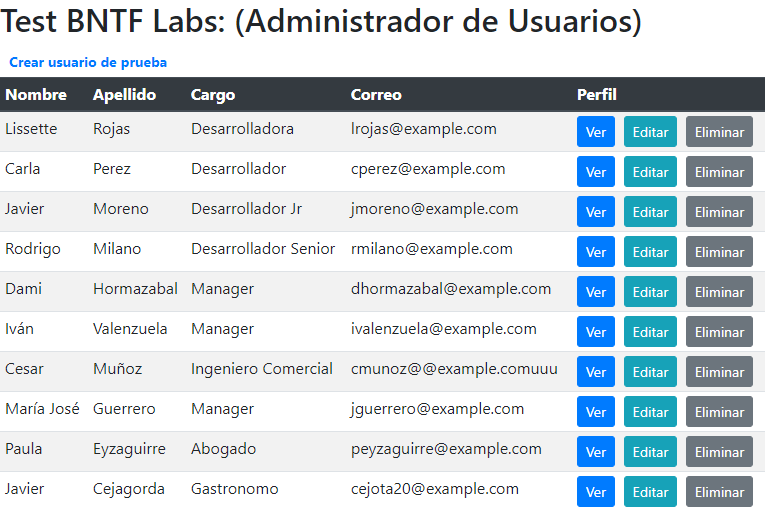 Test BNTF Labs: (Administrador de Usuarios)
Crear usuario de prueba
Nombre Apellido Cargo Correo Perfil
Lissette Rojas Desarrolladora lrojas@example.com Ver Editar Eliminar
Carla Perez Desarrollador cperez@example.com Ver Editar Eliminar
Javier Moreno Desarrollador Jr jmoreno@example.com Ver Editar Eliminar
Rodrigo Milano Desarrollador Senior rmilano@example.com Ver Editar Eliminar
Dami Hormazabal Manager dhormazabal@example.com Ver Editar Eliminar
Iván Valenzuela Manager ivalenzuela@example.com Ver Editar Eliminar
Cesar Muñoz Ingeniero Comercial cmunoz@@example.comuuu Ver Editar Eliminar
María José Guerrero Manager jguerrero@example.com Ver Editar Eliminar
Paula Eyzaguirre Abogado peyzaguirre@example.com Ver Editar Eliminar
Javier Cejagorda Gastronomo cejota20@example.com Ver Editar Eliminar